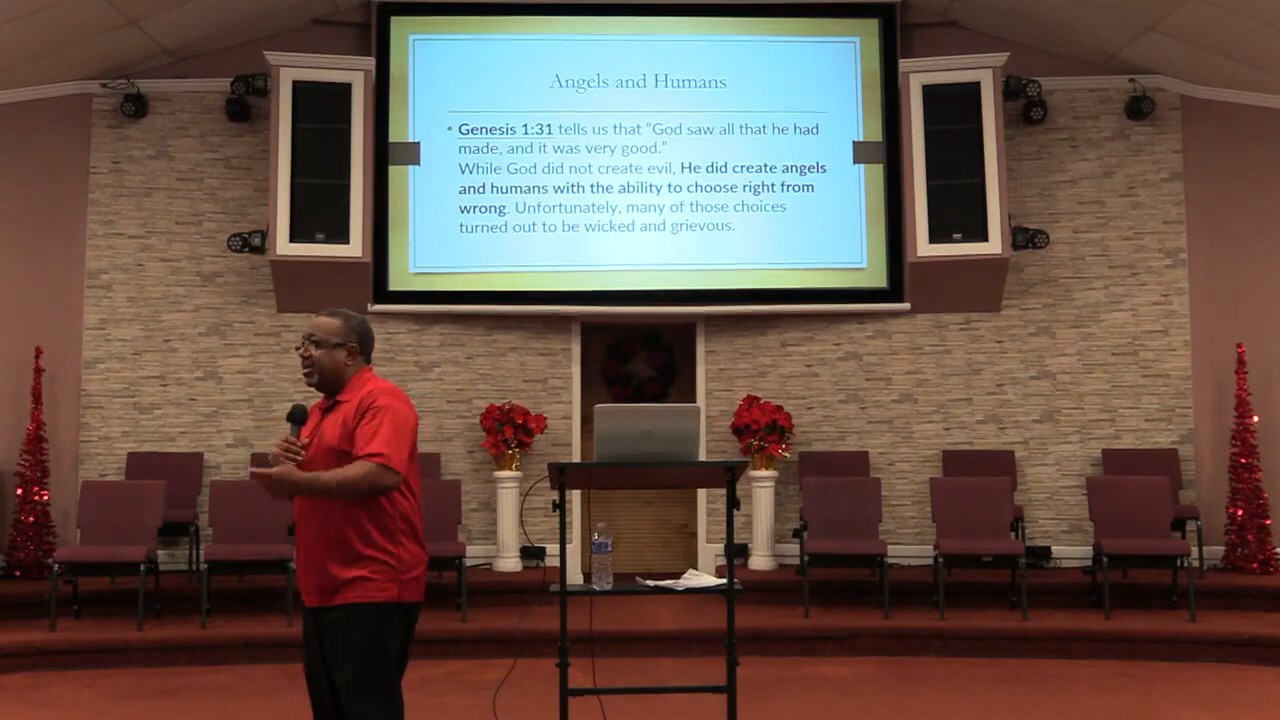 Angels and Humans
• Genesis 1:31 tells us that “God saw all that he had
made, and it was very good.”
While God did not create evil, He did create angels
and humans with the ability to choose right from
wrong. Unfortunately, many of those choices
turned out to be wicked and grievous.